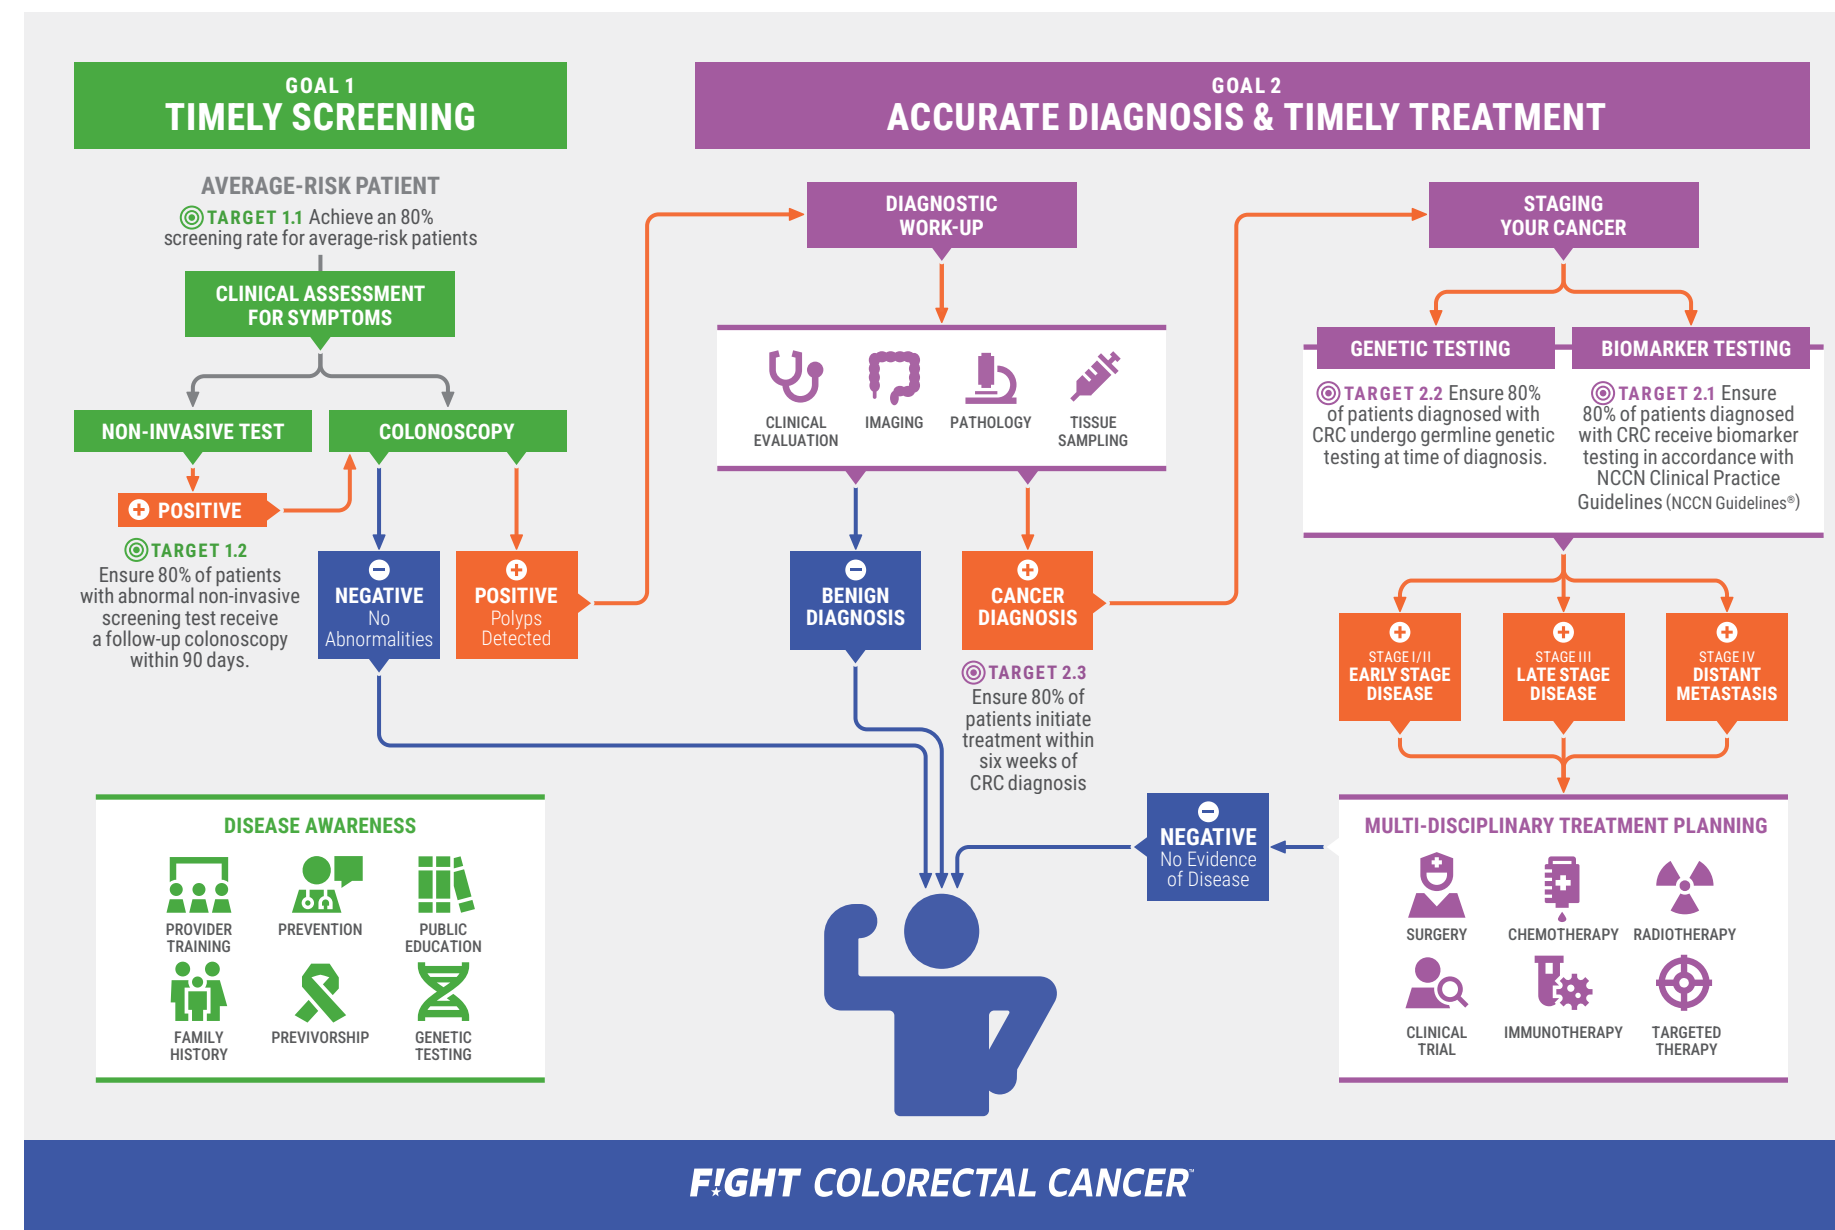 GOAL 1
TIMELY SCREENING
AVERAGE-RISK PATIENT
TARGET 1.1 Achieve an 80%
screening rate for average-risk patients
CLINICAL ASSESSMENT
FOR SYMPTOMS
NON-INVASIVE TEST
COLONOSCOPY
POSITIVE
TARGET 1.2
Ensure 80% of patients
with abnormal non-invasive
screening test receive
a follow-up colonoscopy
within 90 days.
NEGATIVE
No
Abnormalities
POSITIVE
Polyps
Detected
DISEASE AWARENESS
PROVIDER
TRAINING
PREVENTION
PUBLIC
EDUCATION
FAMILY
HISTORY
PREVIVORSHIP
GENETIC
TESTING
GOAL 2
ACCURATE DIAGNOSIS & TIMELY TREATMENT
DIAGNOSTIC
WORK-UP
CLINICAL
EVALUATION
IMAGING
PATHOLOGY
TISSUE
SAMPLING
BENIGN
DIAGNOSIS
CANCER
DIAGNOSIS
TARGET 2.3
Ensure 80% of
patients initiate
treatment within
six weeks of
CRC diagnosis
STAGING
YOUR CANCER
GENETIC TESTING
TARGET 2.2 Ensure 80%
of patients diagnosed with
CRC undergo germline genetic
testing at time of diagnosis.
BIOMARKER TESTING
TARGET 2.1 Ensure
80% of patients diagnosed
with CRC receive biomarker
testing in accordance with
NCCN Clinical Practice
Guidelines (NCCN Guidelines®)
STAGE I/II
EARLY STAGE
DISEASE
STAGE III
LATE STAGE
DISEASE
STAGE IV
DISTANT
METASTASIS
MULTI-DISCIPLINARY TREATMENT PLANNING
SURGERY
CHEMOTHERAPY
RADIOTHERAPY
CLINICAL
TRIAL
IMMUNOTHERAPY
TARGETED
THERAPY
NEGATIVE
No Evidence
of Disease
F!GHT COLORECTAL CANCER™